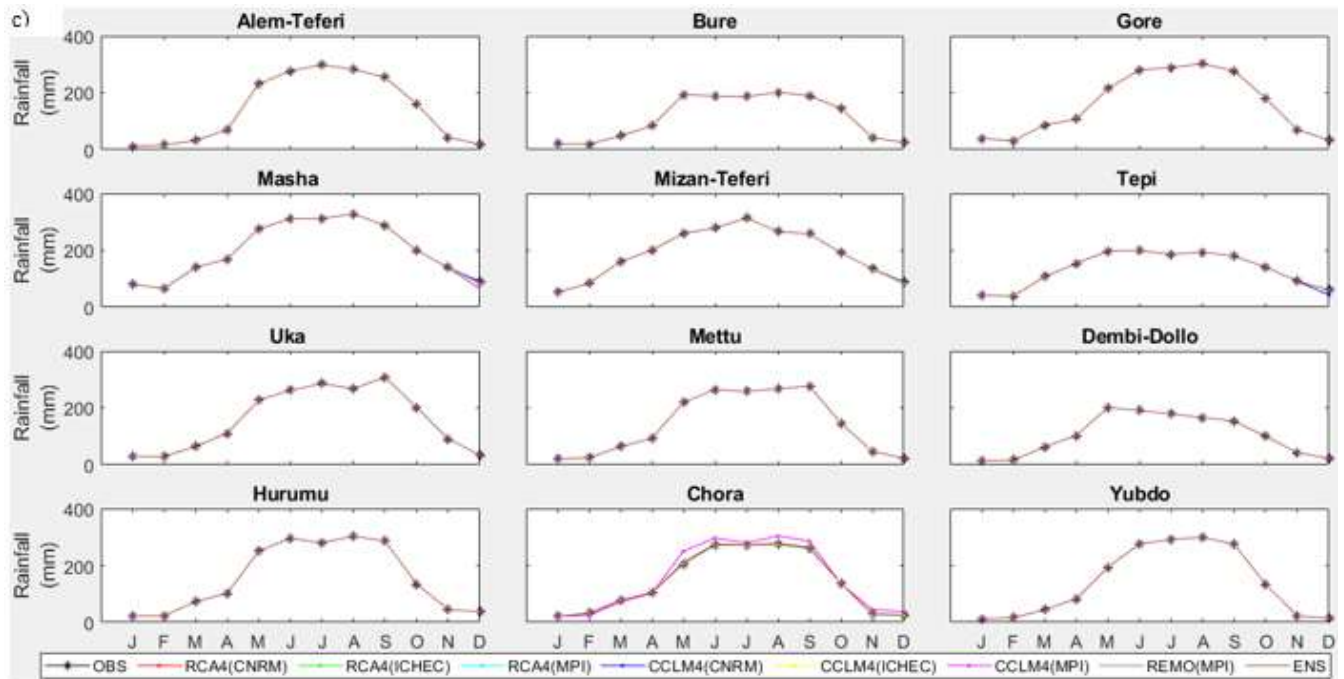 c)
Alem-Teferi Bure Gore
400
200
0
Rainfall
(mm)
Masha Mizan-Teferi Tepi
400
200
0
Rainfall
(mm)
Uka Mettu Dembi-Dollo
400
200
0
Rainfall
(mm)
Hurumu Chora Yubdo
400
200
0
Rainfall
(mm)
J F M A M J J A S O N D J F M A M J J A S O N D J F M A M J J A S O N D
OBS RCA4(CNRM) RCA4(ICHEC) RCA4(MPI) CCLM4(CNRM) CCLM4(ICHEC) CCLM4(MPI) REMO(MPI) ENS